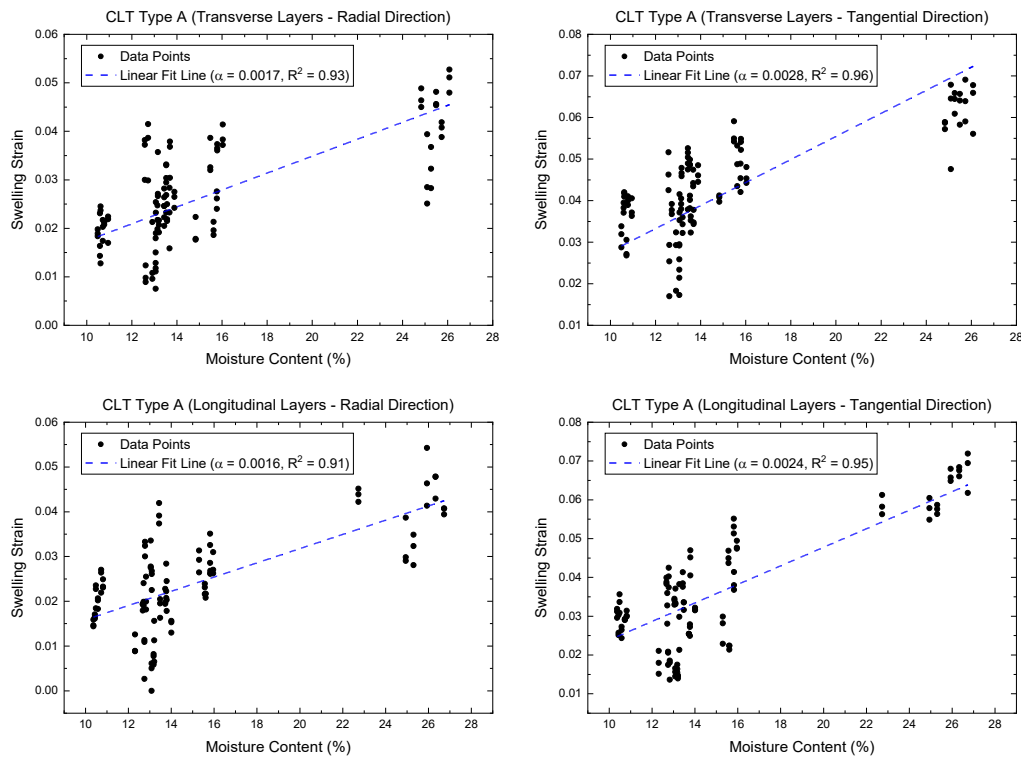 CLT Type A (Transverse Layers - Radial Direction)
0.06
0.05
0.04
0.03
0.02
0.01
0.00
Swelling Strain
Data Points
Linear Fit Line (α = 0.0017, R² = 0.93)
10 12 14 16 18 20 22 24 26 28
Moisture Content (%)
CLT Type A (Transverse Layers - Tangential Direction)
0.08
0.07
0.06
0.05
0.04
0.03
0.02
0.01
Swelling Strain
Data Points
Linear Fit Line (α = 0.0028, R² = 0.96)
10 12 14 16 18 20 22 24 26 28
Moisture Content (%)
CLT Type A (Longitudinal Layers - Radial Direction)
0.06
0.05
0.04
0.03
0.02
0.01
0.00
Swelling Strain
Data Points
Linear Fit Line (α = 0.0016, R² = 0.91)
10 12 14 16 18 20 22 24 26 28
Moisture Content (%)
CLT Type A (Longitudinal Layers - Tangential Direction)
0.08
0.07
0.06
0.05
0.04
0.03
0.02
0.01
Swelling Strain
Data Points
Linear Fit Line (α = 0.0024, R² = 0.95)
10 12 14 16 18 20 22 24 26 28
Moisture Content (%)